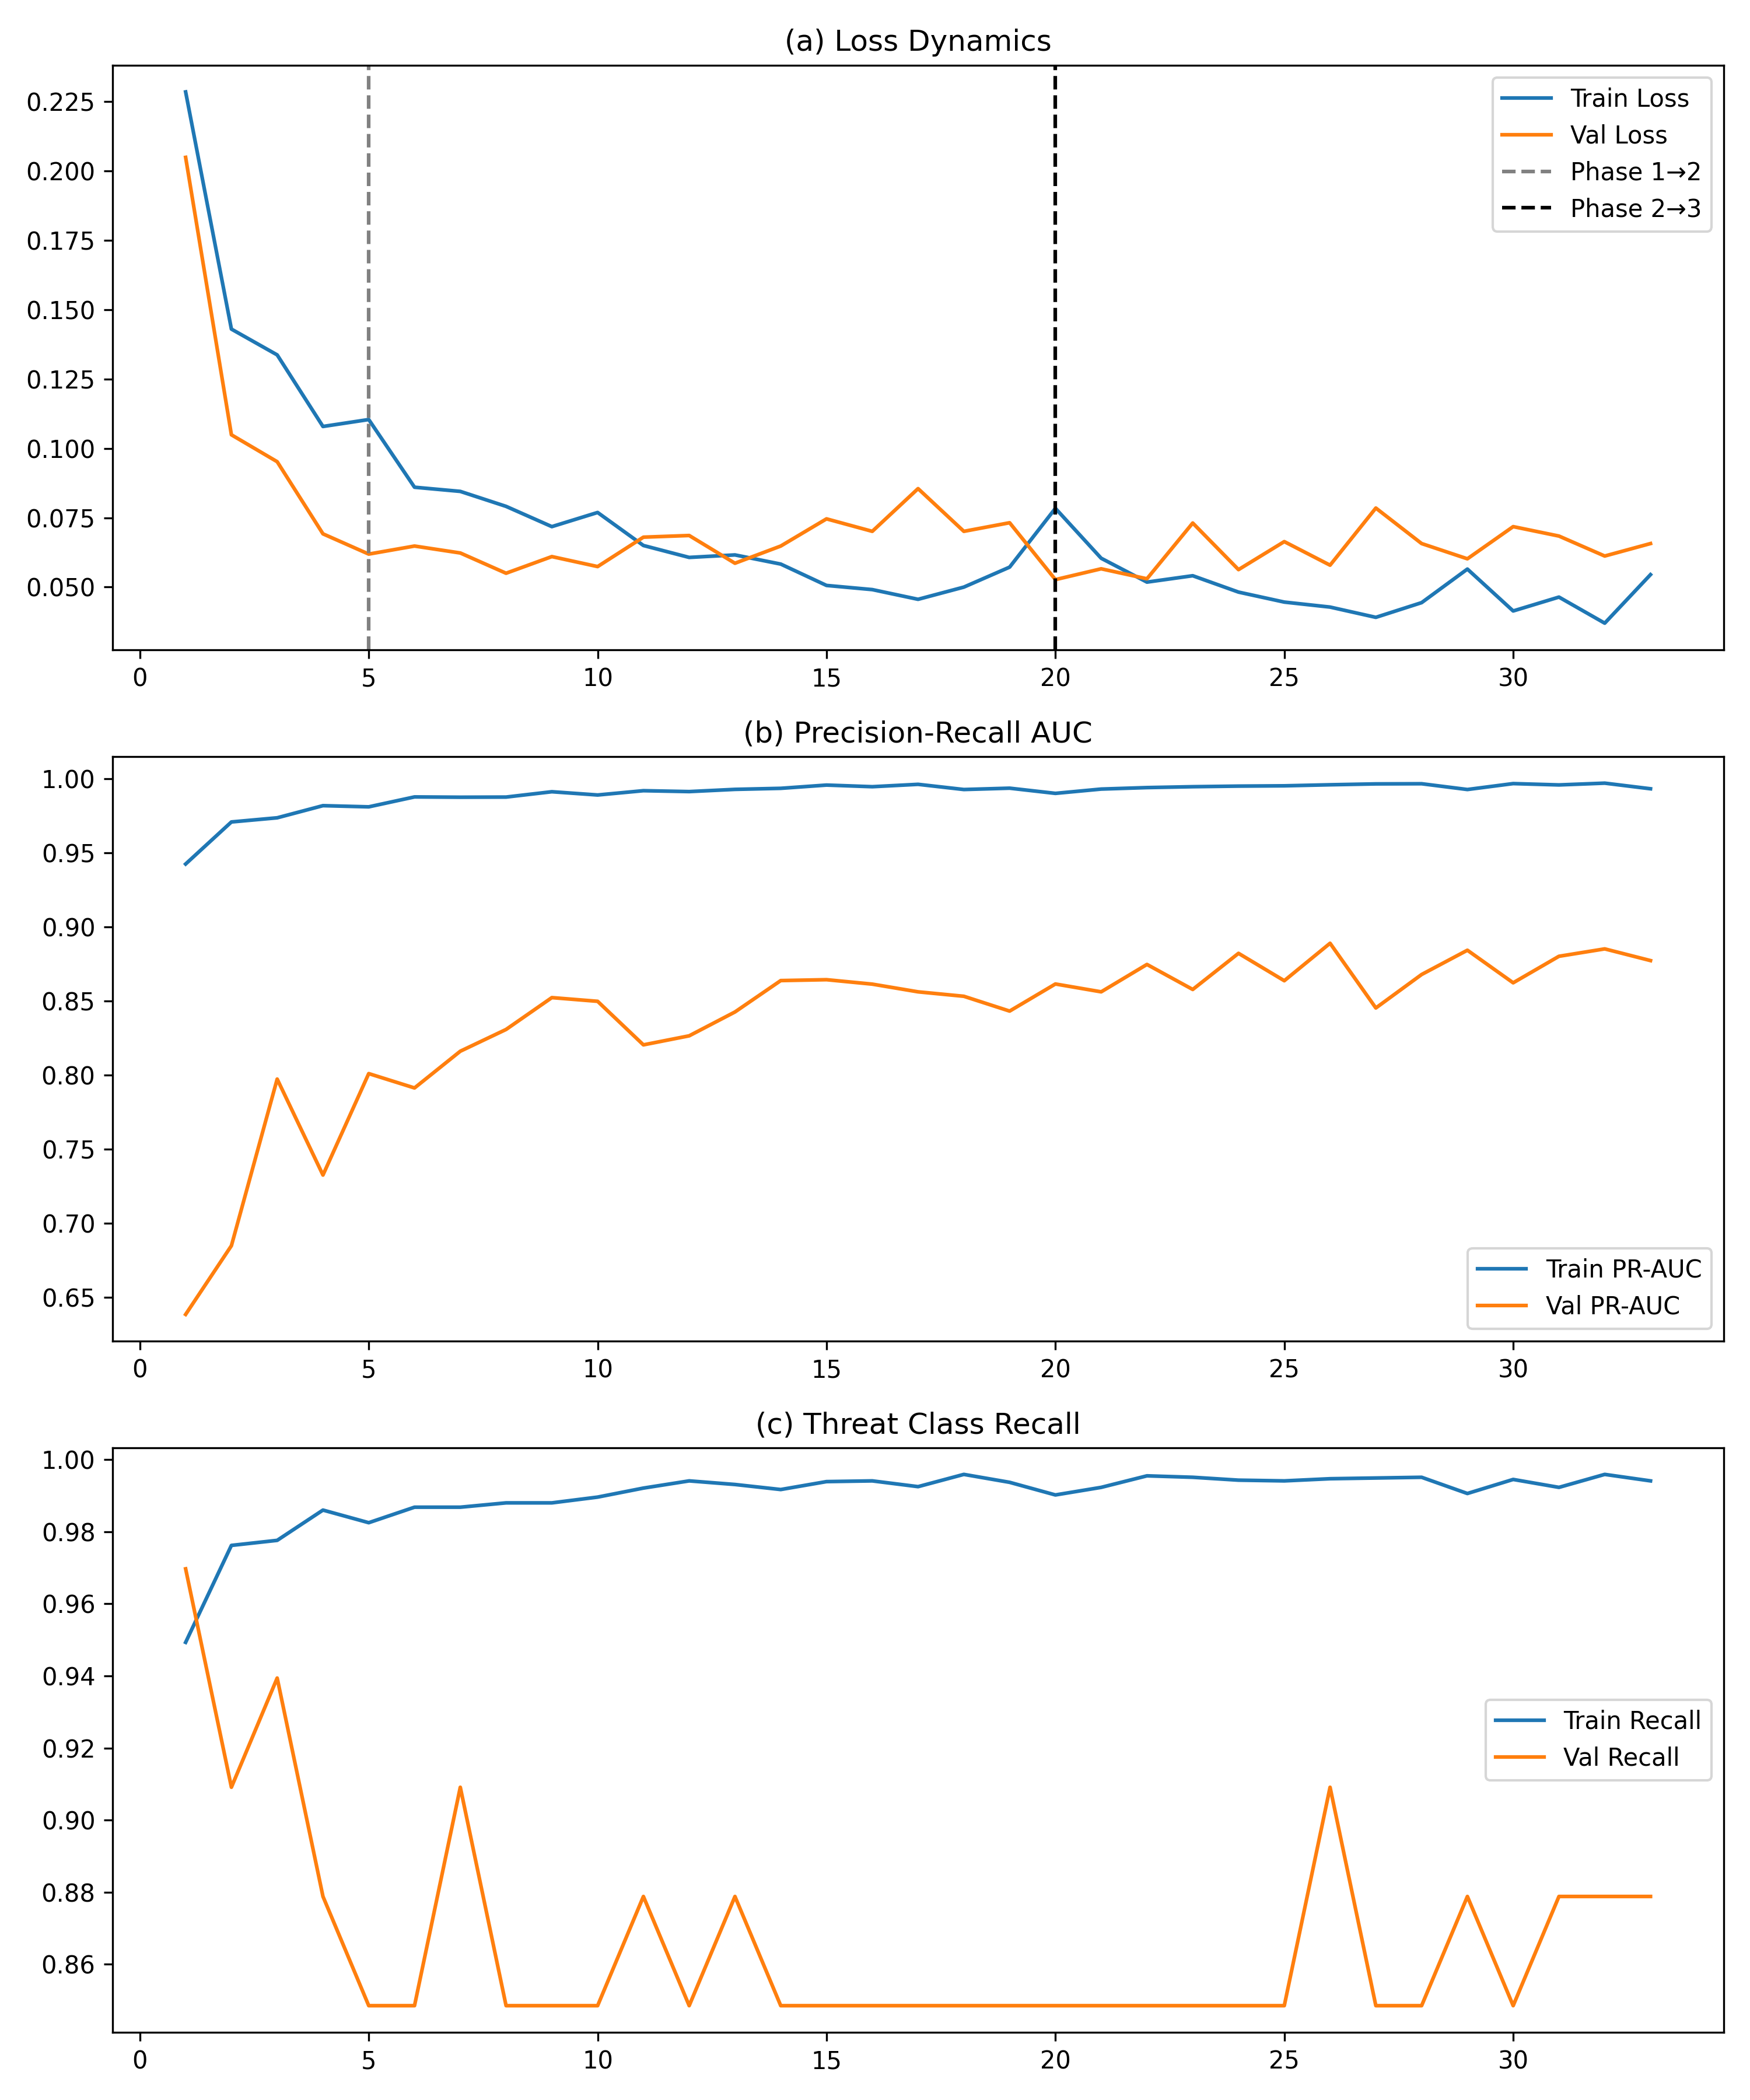 (a) Loss Dynamics
0.225
0.200
0.175
0.150
0.125
0.100
0.075
0.050
Train Loss
Val Loss
Phase 1→2
Phase 2→3
0 5 10 15 20 25 30
(b) Precision-Recall AUC
1.00
0.95
0.90
0.85
0.80
0.75
0.70
0.65
Train PR-AUC
Val PR-AUC
0 5 10 15 20 25 30
(c) Threat Class Recall
1.00
0.98
0.96
0.94
0.92
0.90
0.88
0.86
Train Recall
Val Recall
0 5 10 15 20 25 30